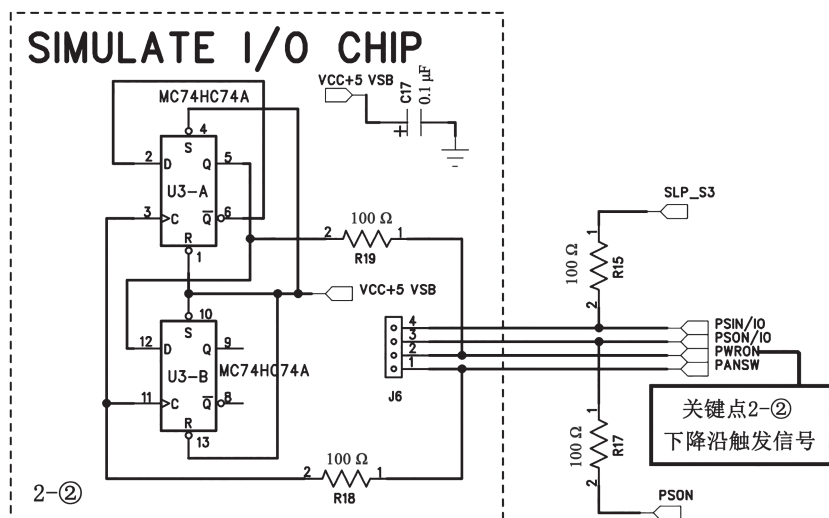 SIMULATE I/O CHIP
VCC+5 VSB
C17
0.1 μF
MC74HC74A
4
S
2
D
Q
5
U3-A
3
C
Q
6
R
1
SLP_S3
2
100 Ω
1
R19
1
100 Ω
R15
2
VCC+5 VSB
10
S
12
D
Q
9
MC74HC74A
U3-B
11
C
Q
8
R
13
4
3
2
1
J6
PSIN/IO
PSON/IO
PWRON
PANSW
关键点2-②
下降沿触发信号
1
100 Ω
R17
2
2
100 Ω
1
R18
PSON
2-②